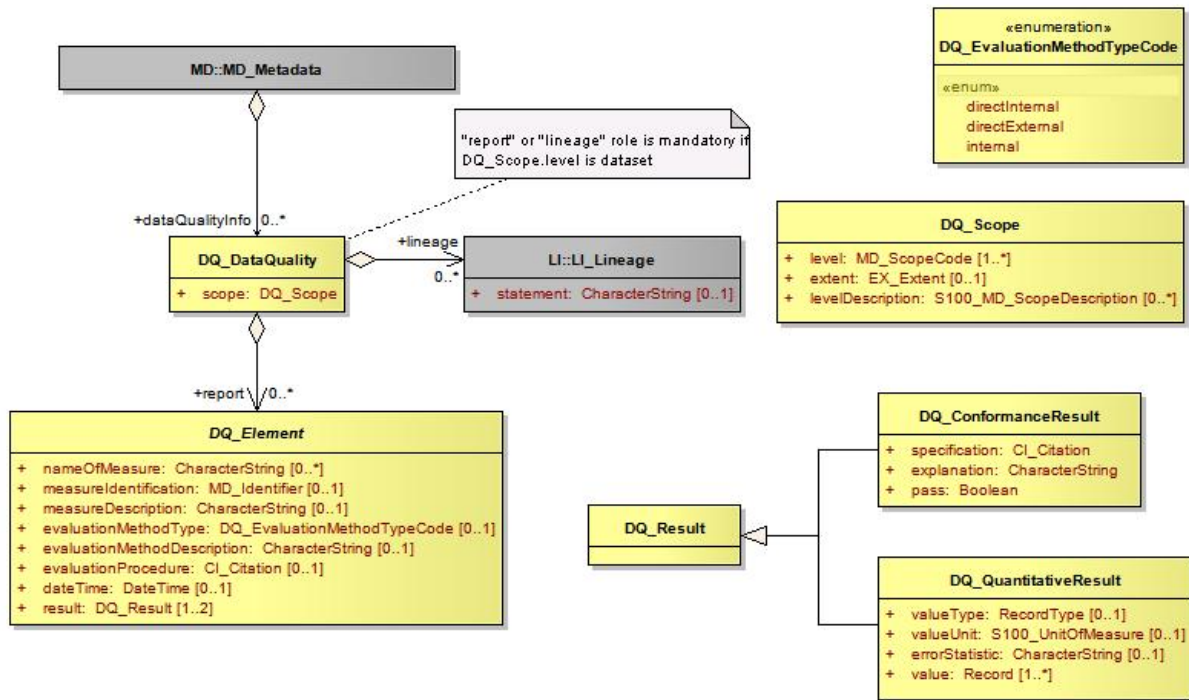 MD::MD_Metadata
"report" or "lineage" role is mandatory if
DQ_Scope.level is dataset
«enumeration»
DQ_EvaluationMethodTypeCode
«enum»
directInternal
directExternal
internal
+dataQualityInfo 0..*
DQ_DataQuality
+ scope: DQ_Scope
+lineage
0..*
LI::LI_Lineage
+ statement: CharacterString [0..1]
DQ_Scope
+ level: MD_ScopeCode [1..*]
+ extent: EX_Extent [0..1]
+ levelDescription: S100_MD_ScopeDescription [0..*]
+report 0..*
DQ_Element
+ nameOfMeasure: CharacterString [0..*]
+ measureIdentification: MD_Identifier [0..1]
+ measureDescription: CharacterString [0..1]
+ evaluationMethodType: DQ_EvaluationMethodTypeCode [0..1]
+ evaluationMethodDescription: CharacterString [0..1]
+ evaluationProcedure: CI_Citation [0..1]
+ dateTime: DateTime [0..1]
+ result: DQ_Result [1..2]
DQ_Result
DQ_ConformanceResult
+ specification: CI_Citation
+ explanation: CharacterString
+ pass: Boolean
DQ_QuantitativeResult
+ valueType: RecordType [0..1]
+ valueUnit: S100_UnitOfMeasure [0..1]
+ errorStatistic: CharacterString [0..1]
+ value: Record [1..*]